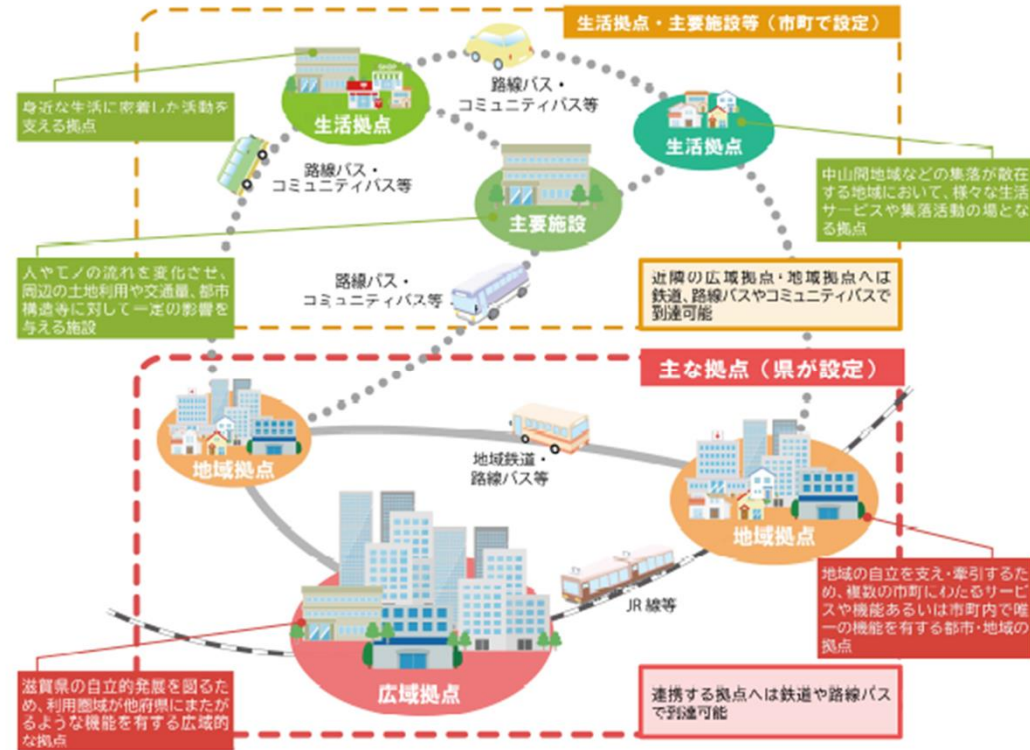 生活拠点・主要施設等（市町で設定）
身近な生活に密着した活動を
支える拠点
SHOP
生活拠点
路線バス・
コミュニティバス等
生活拠点
路線バス・
コミュニティバス等
主要施設
中山間地域などの集落が散在
する地域において、様々な生活
サービスや集落活動の場とな
る拠点
人やモノの流れを変化させ、
周辺の土地利用や交通量、都市
構造等に対して一定の影響を
与える施設
路線バス・
コミュニティバス等
近隣の広域拠点・地域拠点へは
鉄道、路線バスやコミュニティバスで
到達可能
主な拠点（県が設定）
地域拠点
地域鉄道・
路線バス等
地域拠点
JR線等
地域の自立を支え・牽引するた
め、複数の市町にわたるサービ
スや機能あるいは市町内で唯
一の機能を有する都市・地域の
拠点
広域拠点
滋賀県の自立的発展を図るた
め、利用圏域が他府県にまたが
るような機能を有する広域的
な拠点
連携する拠点へは鉄道や路線バス
で到達可能